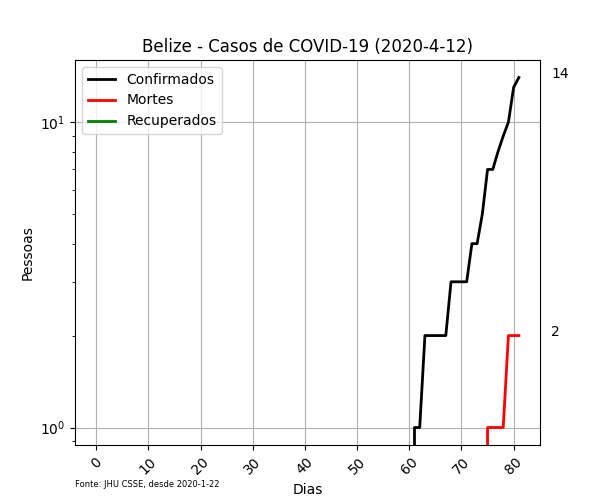 Belize - Casos de COVID-19 (2020-4-12)
Confirmados
Mortes
Recuperados
14
2
10¹
10⁰
Pessoas
0 10 20 30 40 50 60 70 80
Dias
Fonte: JHU CSSE, desde 2020-1-22